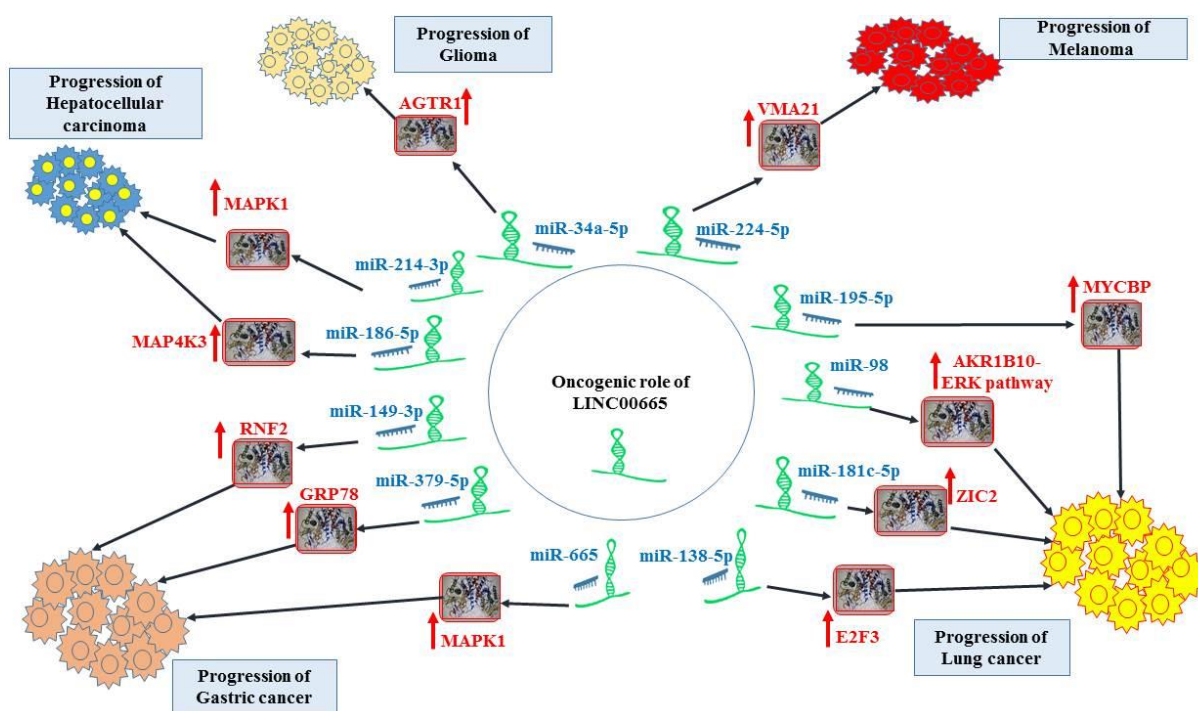 Progression of
Glioma
Progression of
Melanoma
Progression of
Hepatocellular
carcinoma
AGTR1
VMA21
MAPK1
miR-34a-5p
miR-224-5p
miR-214-3p
miR-195-5p
MYCBP
MAP4K3
miR-186-5p
miR-98
AKR1B10-
ERK pathway
Oncogenic role of
LINC00665
miR-149-3p
RNF2
miR-181c-5p
miR-379-5p
GRP78
ZIC2
miR-665
miR-138-5p
MAPK1
E2F3
Progression of
Lung cancer
Progression of
Gastric cancer